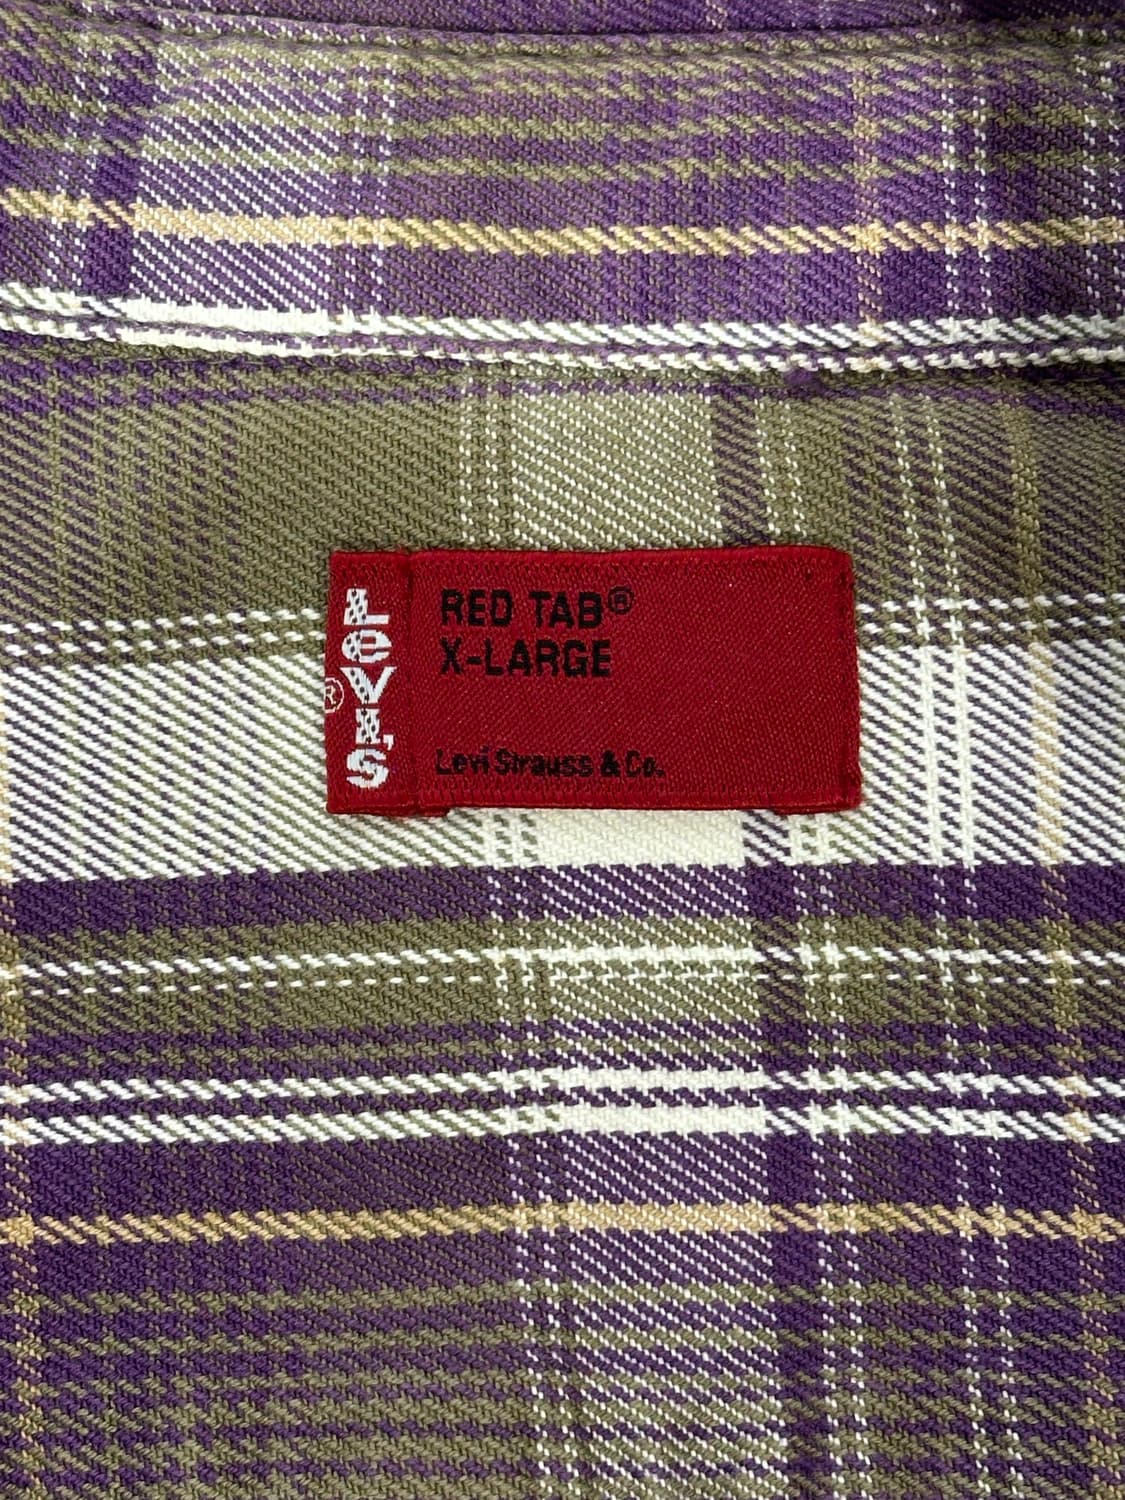 LeVI'S
®
RED TAB®
X-LARGE
Levi Strauss & Co.